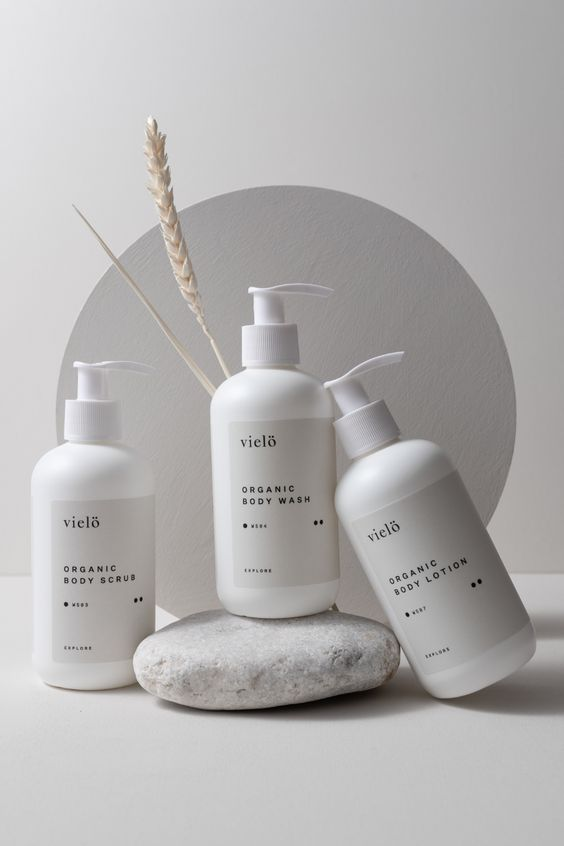 vielö
ORGANIC
BODY SCRUB
WS03
EXPLORE
vielö
ORGANIC
BODY WASH
WS04
EXPLORE
vielö
ORGANIC
BODY LOTION
WS07
EXPLORE